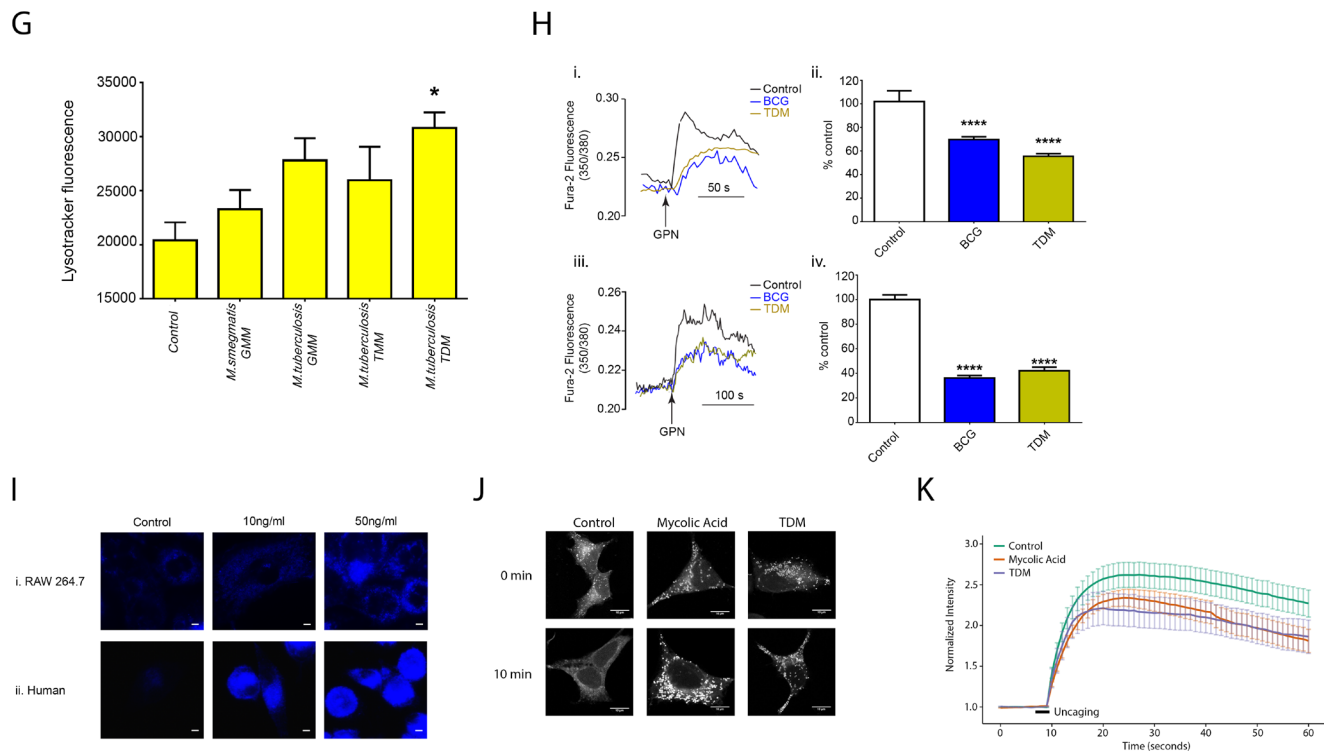 G
Lysotracker fluorescence
35000
30000
25000
20000
15000
*
Control
M.smegmatis
GMM
M.tuberculosis
GMM
M.tuberculosis
TMM
M.tuberculosis
TDM
H
i.
Fura-2 Fluorescence
(350/380)
0.30
0.25
0.20
Control
BCG
TDM
50 s
GPN
ii.
% control
120
100
80
60
40
20
0
****
****
Control
BCG
TDM
iii.
Fura-2 Fluorescence
(350/380)
0.26
0.24
0.22
0.20
Control
BCG
TDM
100 s
GPN
iv.
% control
120
100
80
60
40
20
0
****
****
Control
BCG
TDM
I
Control
10ng/ml
50ng/ml
i. RAW 264.7
ii. Human
J
Control
Mycolic Acid
TDM
0 min
10 min
K
Normalized Intensity
3.0
2.5
2.0
1.5
1.0
Control
Mycolic Acid
TDM
Uncaging
0
10
20
30
40
50
60
Time (seconds)